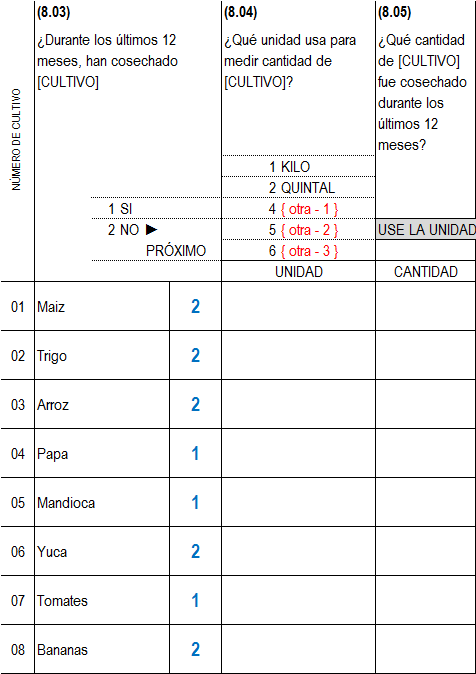 (8.03) (8.04) (8.05)
¿Durante los últimos 12 ¿Qué unidad usa para ¿Qué cantidad
meses, han cosechado medir cantidad de de [CULTIVO]
[CULTIVO] [CULTIVO]? fue cosechado
durante los
últimos 12
meses?
NÚMERO DE CULTIVO
1 KILO
2 QUINTAL
1 SI 4 { otra - 1 }
2 NO ▶ 5 { otra - 2 } USE LA UNIDAD
PRÓXIMO 6 { otra - 3 }
UNIDAD CANTIDAD
01 Maiz 2
02 Trigo 2
03 Arroz 2
04 Papa 1
05 Mandioca 1
06 Yuca 2
07 Tomates 1
08 Bananas 2